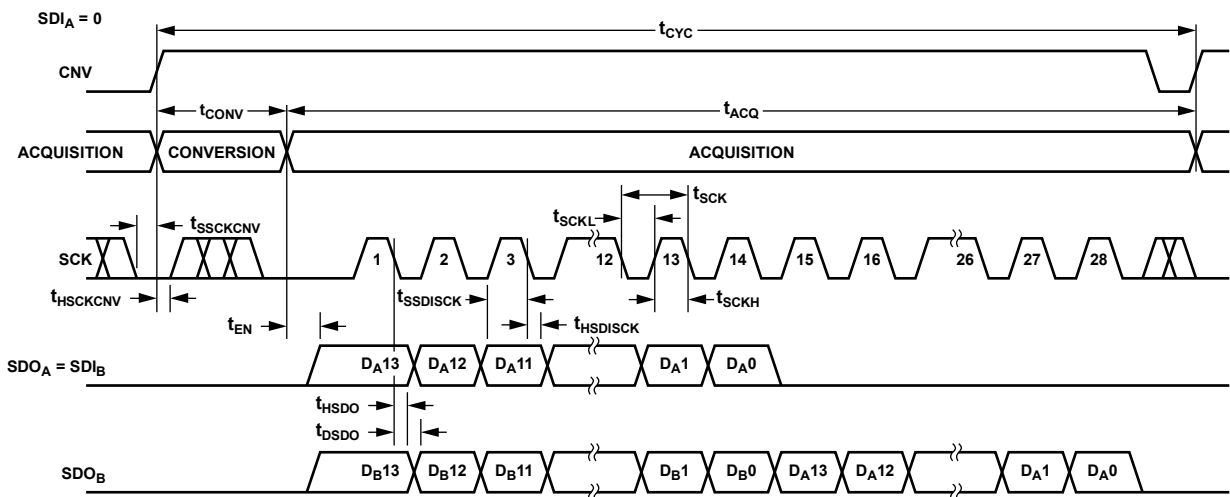 SDIA = 0
tCYC
CNV
tCONV
tACQ
ACQUISITION
CONVERSION
ACQUISITION
tSCK
tSCKL
tSSCKCNV
SCK
1
2
3
12
13
14
15
16
26
27
28
tHSCKCNV
tSSDISCK
tSCKH
tEN
tHSDISCK
SDOA = SDIB
DA13
DA12
DA11
DA1
DA0
tHSDO
tDSDO
SDOB
DB13
DB12
DB11
DB1
DB0
DA13
DA12
DA1
DA0